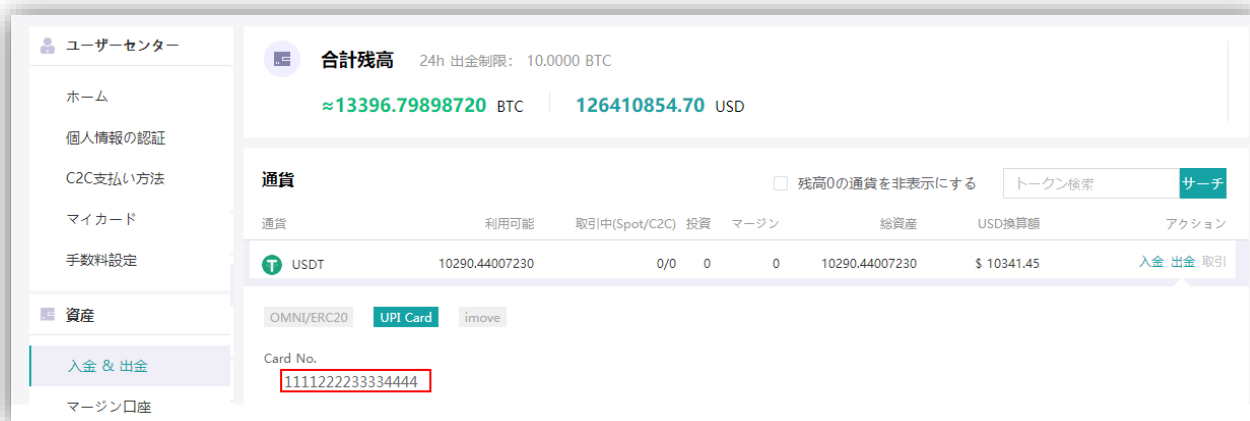 ユーザーセンター
ホーム
個人情報の認証
C2C支払い方法
マイカード
手数料設定
資産
入金 & 出金
マージン口座
合計残高 24h 出金制限: 10.0000 BTC
≈13396.79898720 BTC 126410854.70 USD
通貨 残高0の通貨を非表示にする トークン検索 サーチ
通貨 利用可能 取引中(Spot/C2C) 投資 マージン 総資産 USD換算額 アクション
USDT 10290.44007230 0/0 0 0 10290.44007230 $ 10341.45 入金 出金 取引
OMNI/ERC20 UPI Card imove
Card No.
1111222233334444